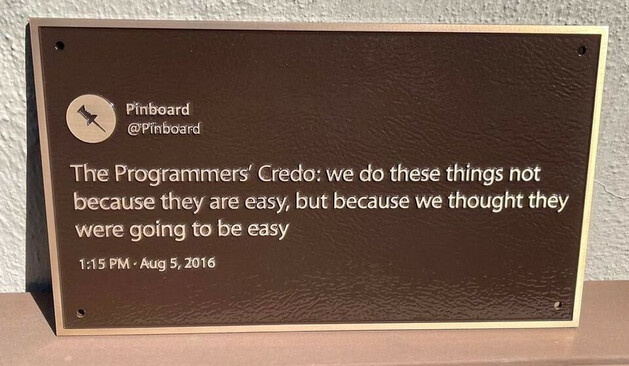 Pinboard
@Pinboard
The Programmers' Credo: we do these things not
because they are easy, but because we thought they
were going to be easy
1:15 PM · Aug 5, 2016